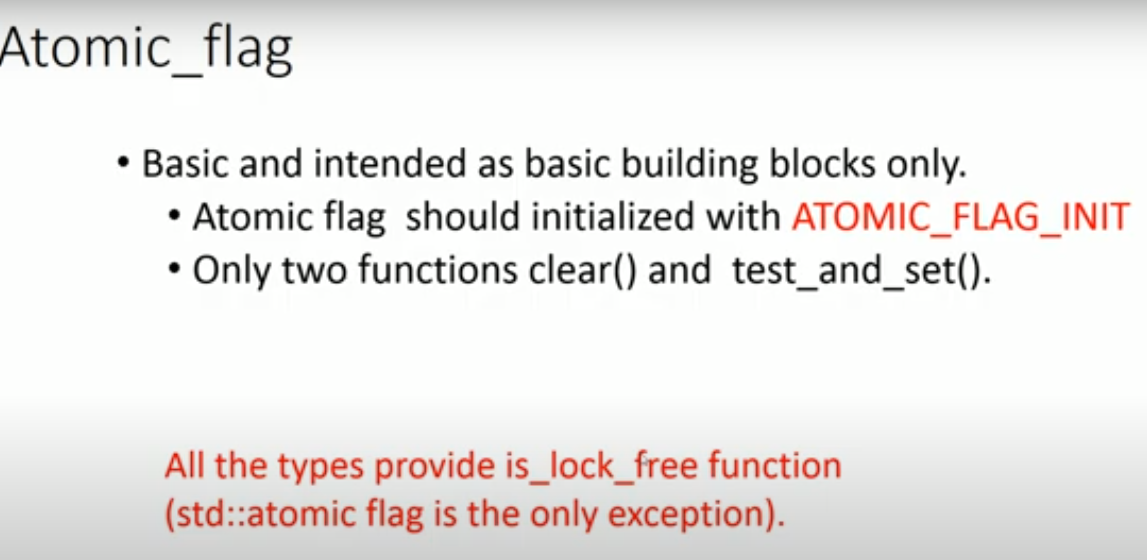 Atomic_flag
• Basic and intended as basic building blocks only.
• Atomic flag should initialized with ATOMIC_FLAG_INIT
• Only two functions clear() and test_and_set().
All the types provide is_lock_free function
(std::atomic flag is the only exception).